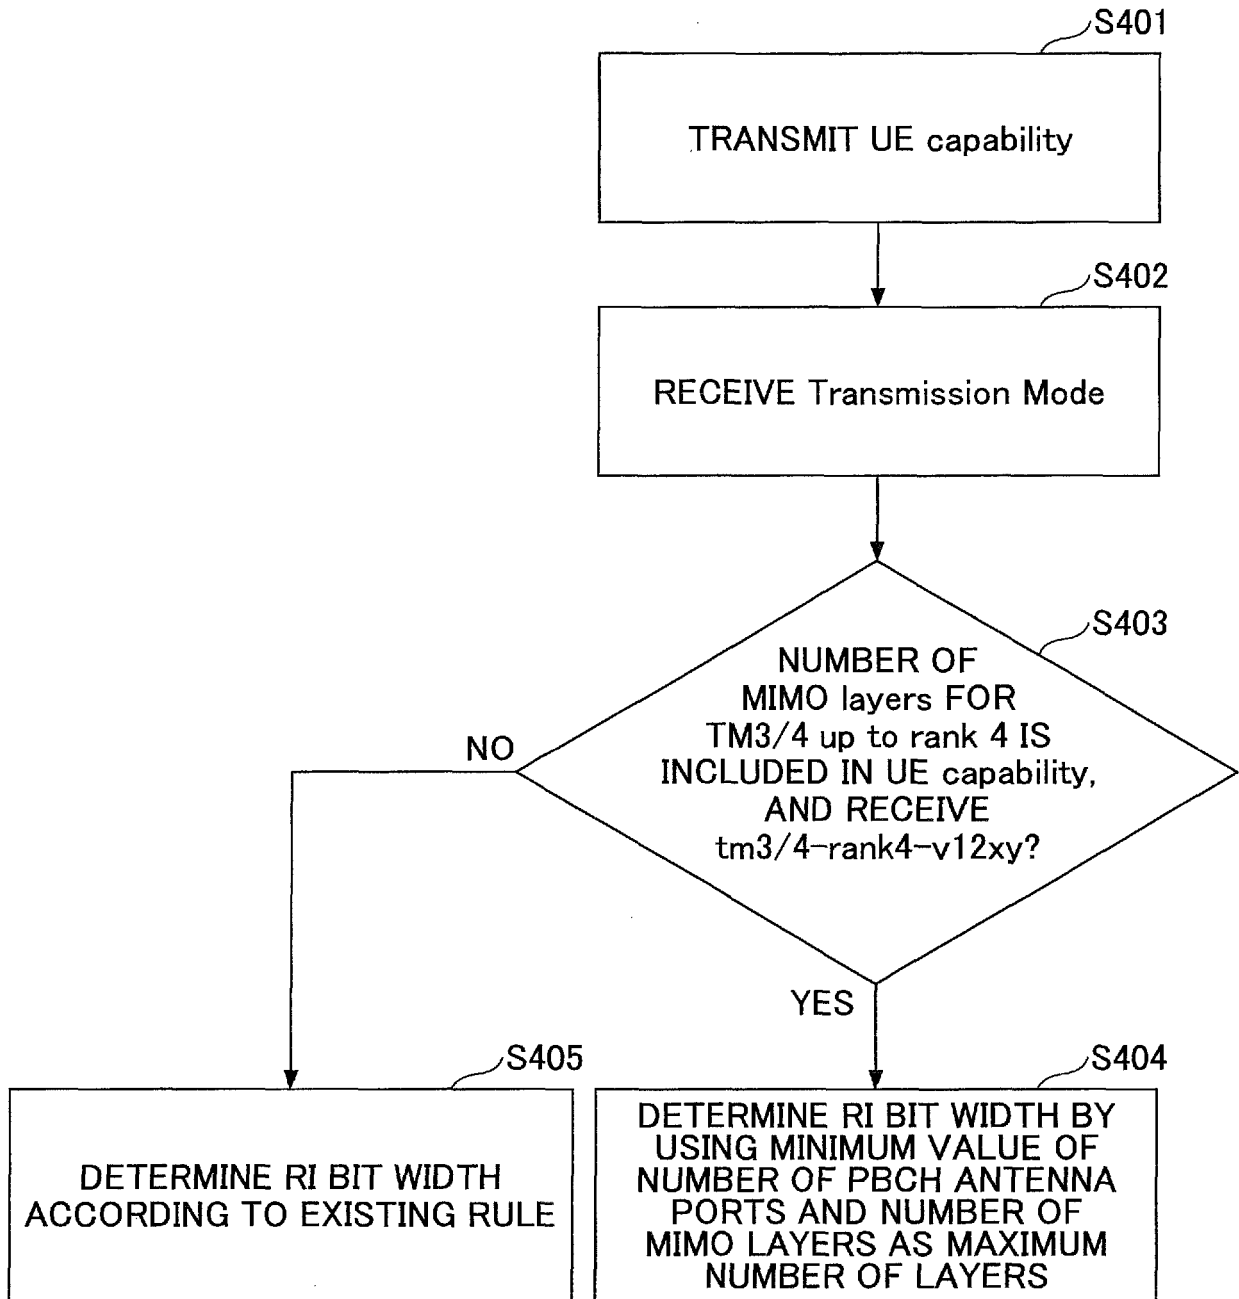 S401
TRANSMIT UE capability
S402
RECEIVE Transmission Mode
S403
NUMBER OF
MIMO layers FOR
TM3/4 up to rank 4 IS
INCLUDED IN UE capability,
AND RECEIVE
tm3/4-rank4-v12xy?
NO
YES
S405
DETERMINE RI BIT WIDTH
ACCORDING TO EXISTING RULE
S404
DETERMINE RI BIT WIDTH BY
USING MINIMUM VALUE OF
NUMBER OF PBCH ANTENNA
PORTS AND NUMBER OF
MIMO LAYERS AS MAXIMUM
NUMBER OF LAYERS